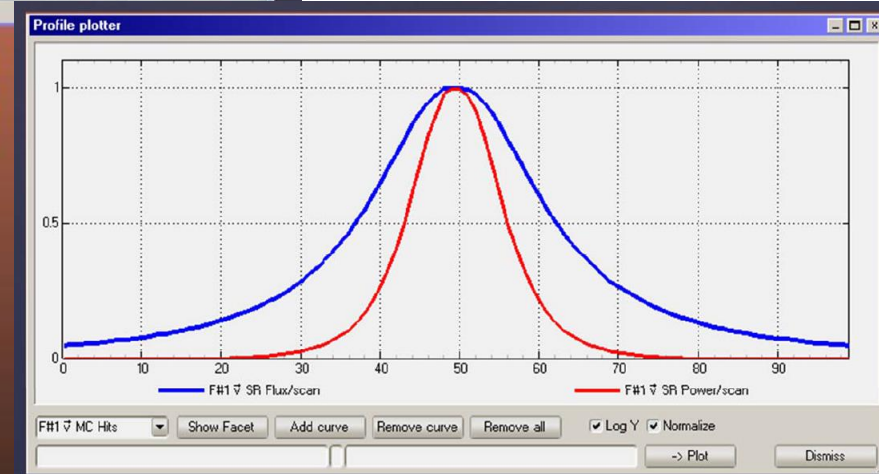 Profile plotter
1
0.5
0
0 10 20 30 40 50 60 70 80 90
F#1 v⃗ SR Flux/scan F#1 v⃗ SR Power/scan
F#1 v⃗ MC Hits Show Facet Add curve Remove curve Remove all Log Y Normalize
-> Plot Dismiss